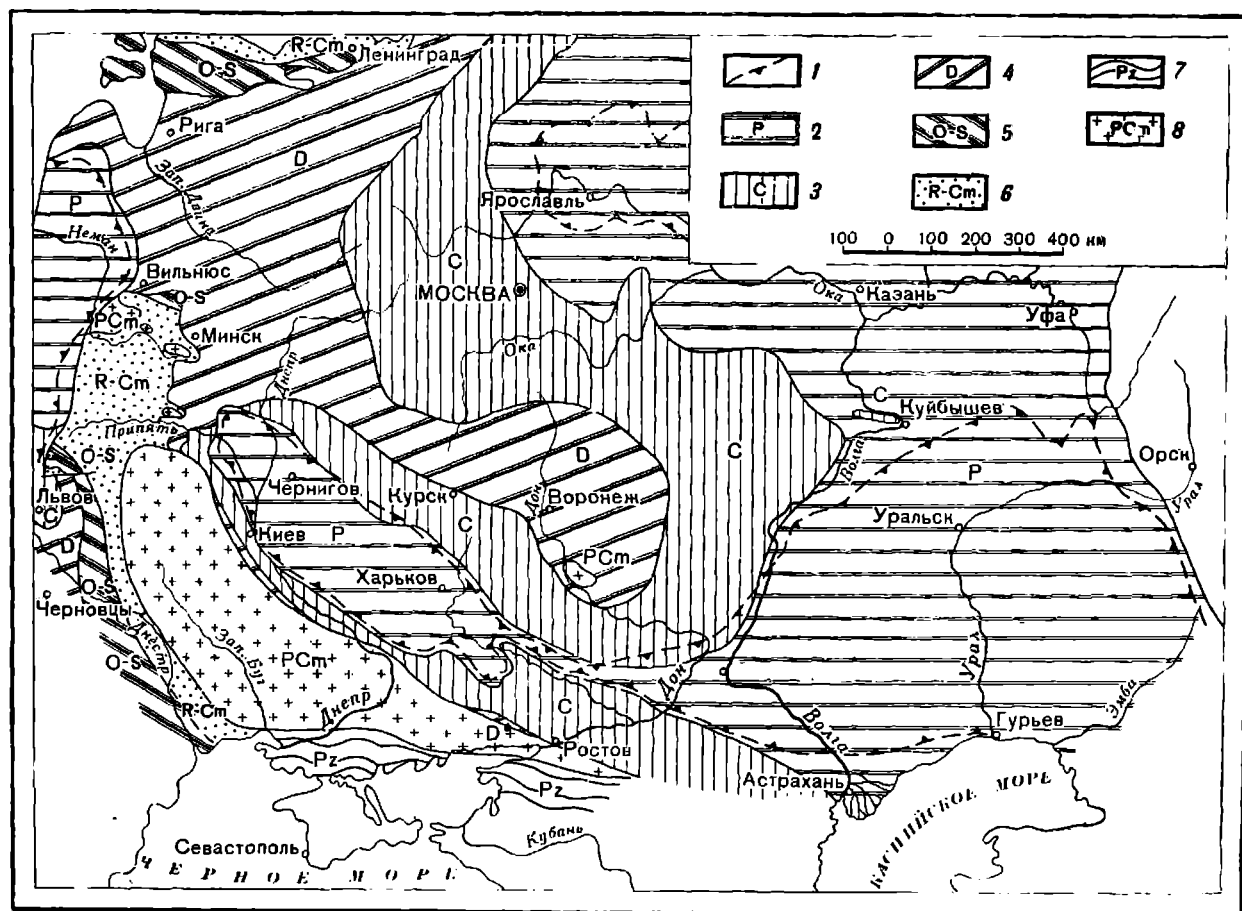 R-Cm
Ленинград
O-S
Рига
D
Зап. Двина
P
Неман
Вильнюс
O-S
PCm
Минск
R-Cm
Припять
O-S
Львов
C
D
Черновцы
O-S
O-S
Днестр
R-Cm
Ярославль
C
МОСКВА
Ока
Днепр
Ока
Казань
Уфа
C
Куйбышев
Волга
P
Орск
Урал
Уральск
Чернигов
Курск
D
Дон
Воронеж
C
Киев
P
C
PCm
Харьков
Зап. Буг
PCm
Днепр
D
C
Ростов
Дон
Волга
Урал
Гурьев
Эмба
Астрахань
Pz
Pz
Кубань
Севастополь
ЧЕРНОЕ МОРЕ
КАСПИЙСКОЕ МОРЕ
1
P 2
C 3
D 4
O-S 5
R-Cm 6
Pz 7
PCm 8
100 0 100 200 300 400 км